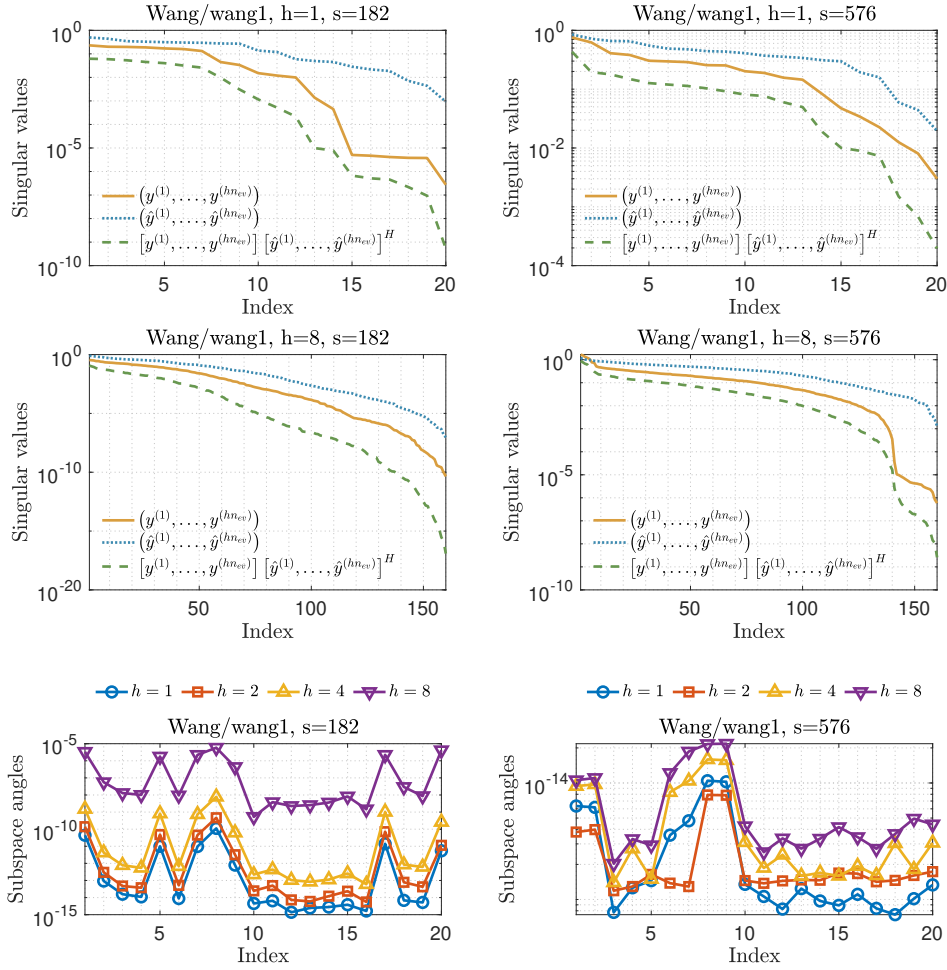 Wang/wang1, h=1, s=182
Singular values
10^0
10^-5
10^-10
(y^(1), . . . , y^(hn_ev))
(ŷ^(1), . . . , ŷ^(hn_ev))
[y^(1), . . . , y^(hn_ev)] [ŷ^(1), . . . , ŷ^(hn_ev)]^H
5 10 15 20
Index
Wang/wang1, h=1, s=576
Singular values
10^0
10^-2
10^-4
(y^(1), . . . , y^(hn_ev))
(ŷ^(1), . . . , ŷ^(hn_ev))
[y^(1), . . . , y^(hn_ev)] [ŷ^(1), . . . , ŷ^(hn_ev)]^H
5 10 15 20
Index
Wang/wang1, h=8, s=182
Singular values
10^0
10^-10
10^-20
(y^(1), . . . , y^(hn_ev))
(ŷ^(1), . . . , ŷ^(hn_ev))
[y^(1), . . . , y^(hn_ev)] [ŷ^(1), . . . , ŷ^(hn_ev)]^H
50 100 150
Index
Wang/wang1, h=8, s=576
Singular values
10^0
10^-5
10^-10
(y^(1), . . . , y^(hn_ev))
(ŷ^(1), . . . , ŷ^(hn_ev))
[y^(1), . . . , y^(hn_ev)] [ŷ^(1), . . . , ŷ^(hn_ev)]^H
50 100 150
Index
h = 1 h = 2 h = 4 h = 8
Wang/wang1, s=182
Subspace angles
10^-5
10^-10
10^-15
5 10 15 20
Index
h = 1 h = 2 h = 4 h = 8
Wang/wang1, s=576
Subspace angles
10^-14
5 10 15 20
Index